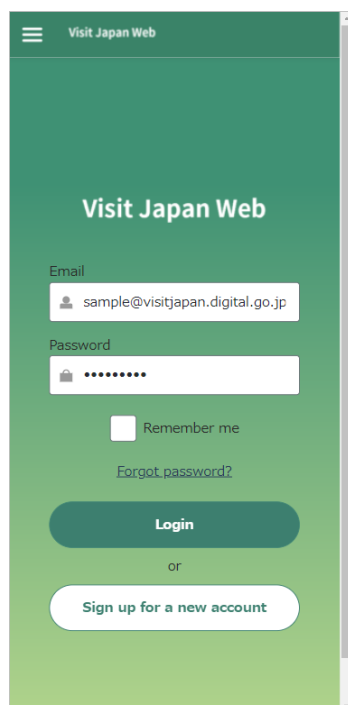 Visit Japan Web
Visit Japan Web
Email
sample@visitjapan.digital.go.jp
Password
•••••••••
Remember me
Forgot password?
Login
or
Sign up for a new account